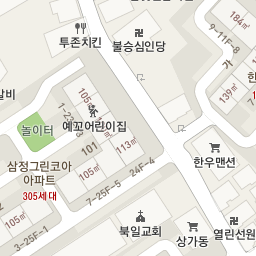 184㎡
9-11F-8
투존치킨
불승심인당
가
한
139㎡
갈비
105㎡
1-23
놀이터
예꼬어린이집
101
113㎡
삼정그린코아
아파트
305세대
105㎡
24F-4
7-25F-5
한우맨션
105㎡
3-25F-1
북일교회
상가동
열린선원